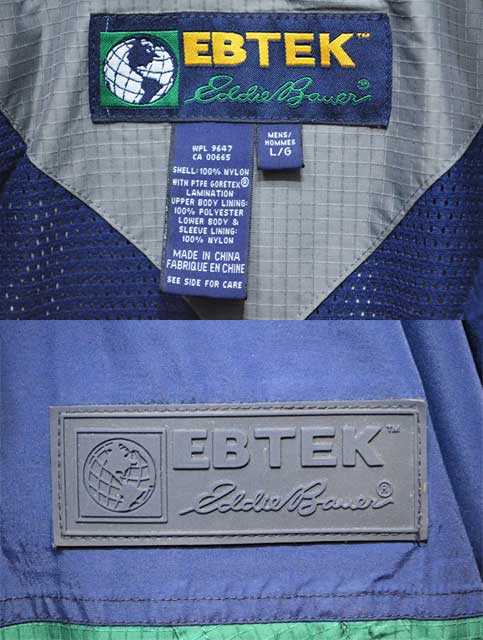 EBTEK™
Eddie Bauer®
WPL 9647
CA 00665
SHELL: 100% NYLON
WITH PTFE GORETEX®
LAMINATION
UPPER BODY LINING:
100% POLYESTER
LOWER BODY &
SLEEVE LINING:
100% NYLON
MADE IN CHINA
FABRIQUE EN CHINE
SEE SIDE FOR CARE
MENS/
HOMMES
L/G
EBTEK™
Eddie Bauer®